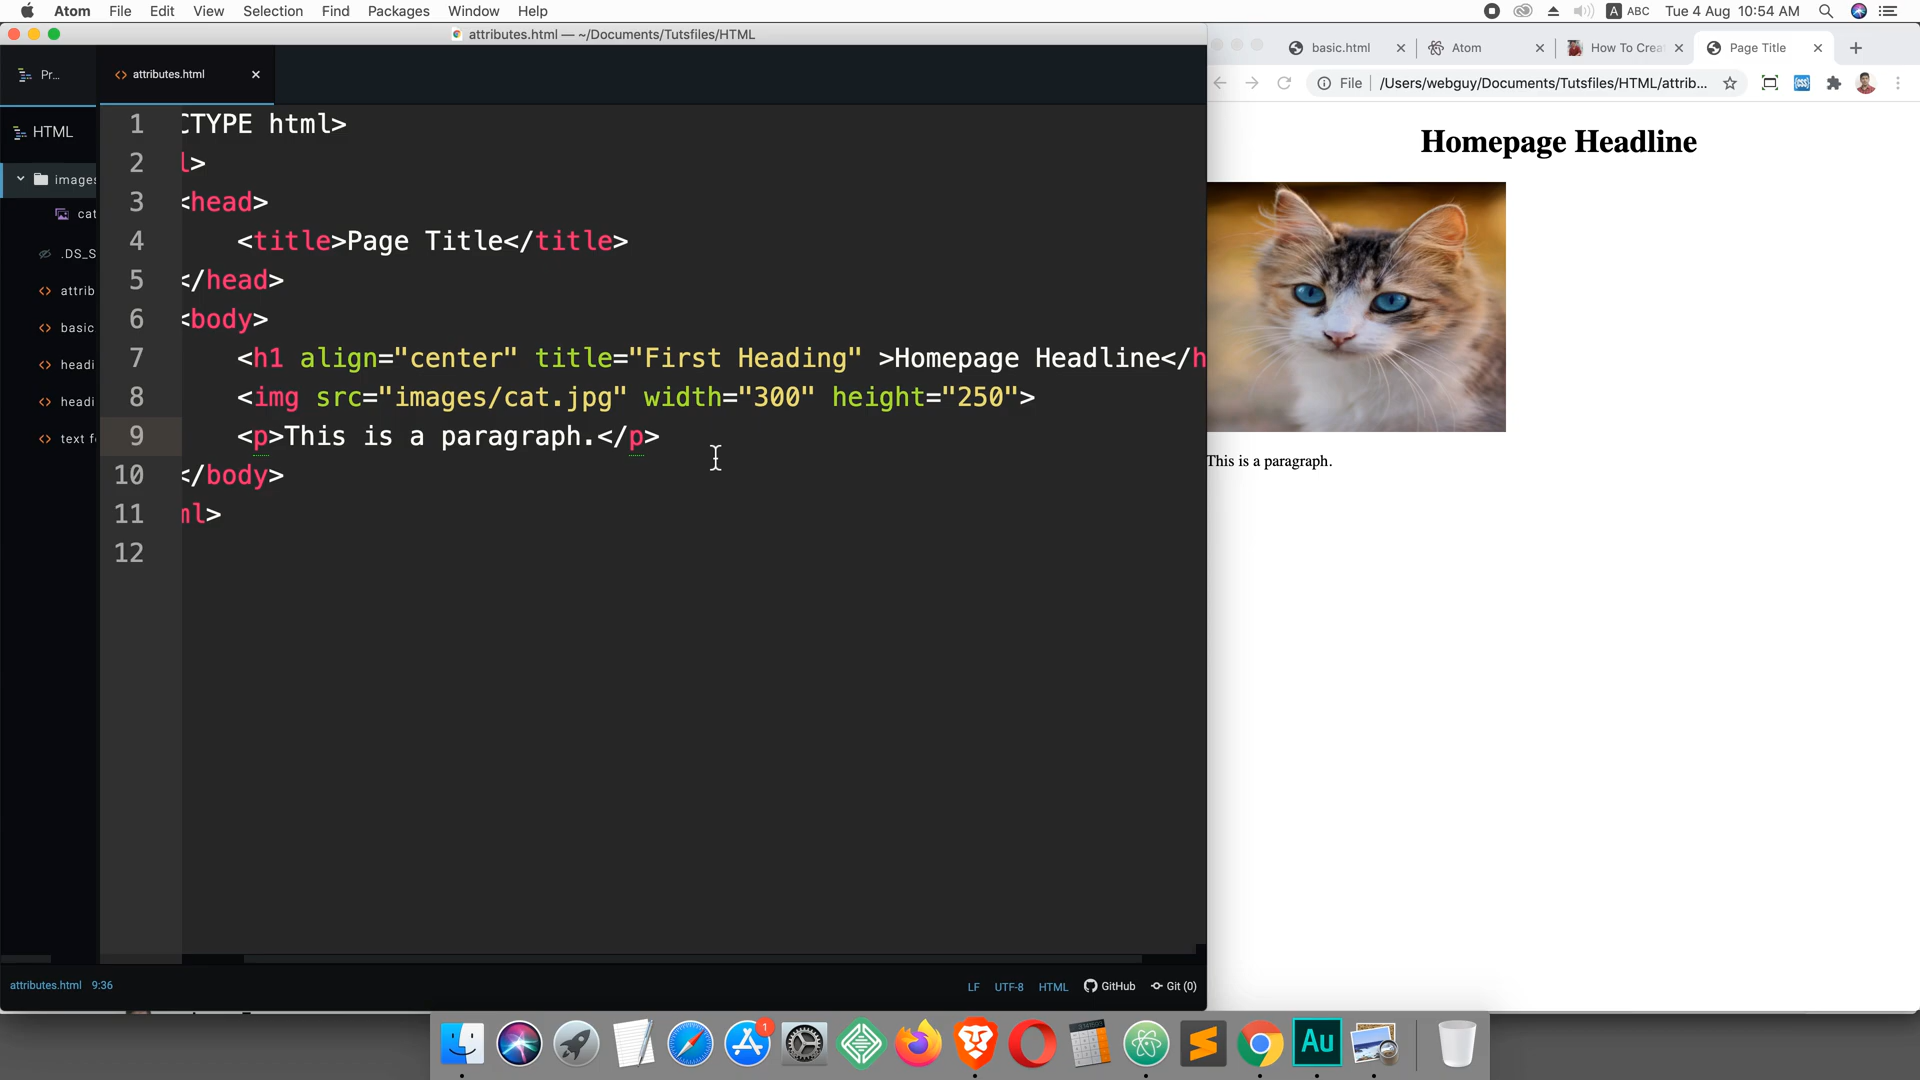 Atom File Edit View Selection Find Packages Window Help
A ABC Tue 4 Aug 10:54 AM
attributes.html — ~/Documents/Tutsfiles/HTML
Pr...
attributes.html
HTML
images
cat
.DS_S
attrib
basic
headi
headi
text f
1 CTYPE html>
2 l>
3 <head>
4 <title>Page Title</title>
5 </head>
6 <body>
7 <h1 align="center" title="First Heading" >Homepage Headline</h
8 <img src="images/cat.jpg" width="300" height="250">
9 <p>This is a paragraph.</p>
10 </body>
11 ml>
12
attributes.html 9:36
LF UTF-8 HTML GitHub Git (0)
basic.html Atom How To Crea Page Title
File /Users/webguy/Documents/Tutsfiles/HTML/attrib...
{css}
Homepage Headline
This is a paragraph.
1
Au